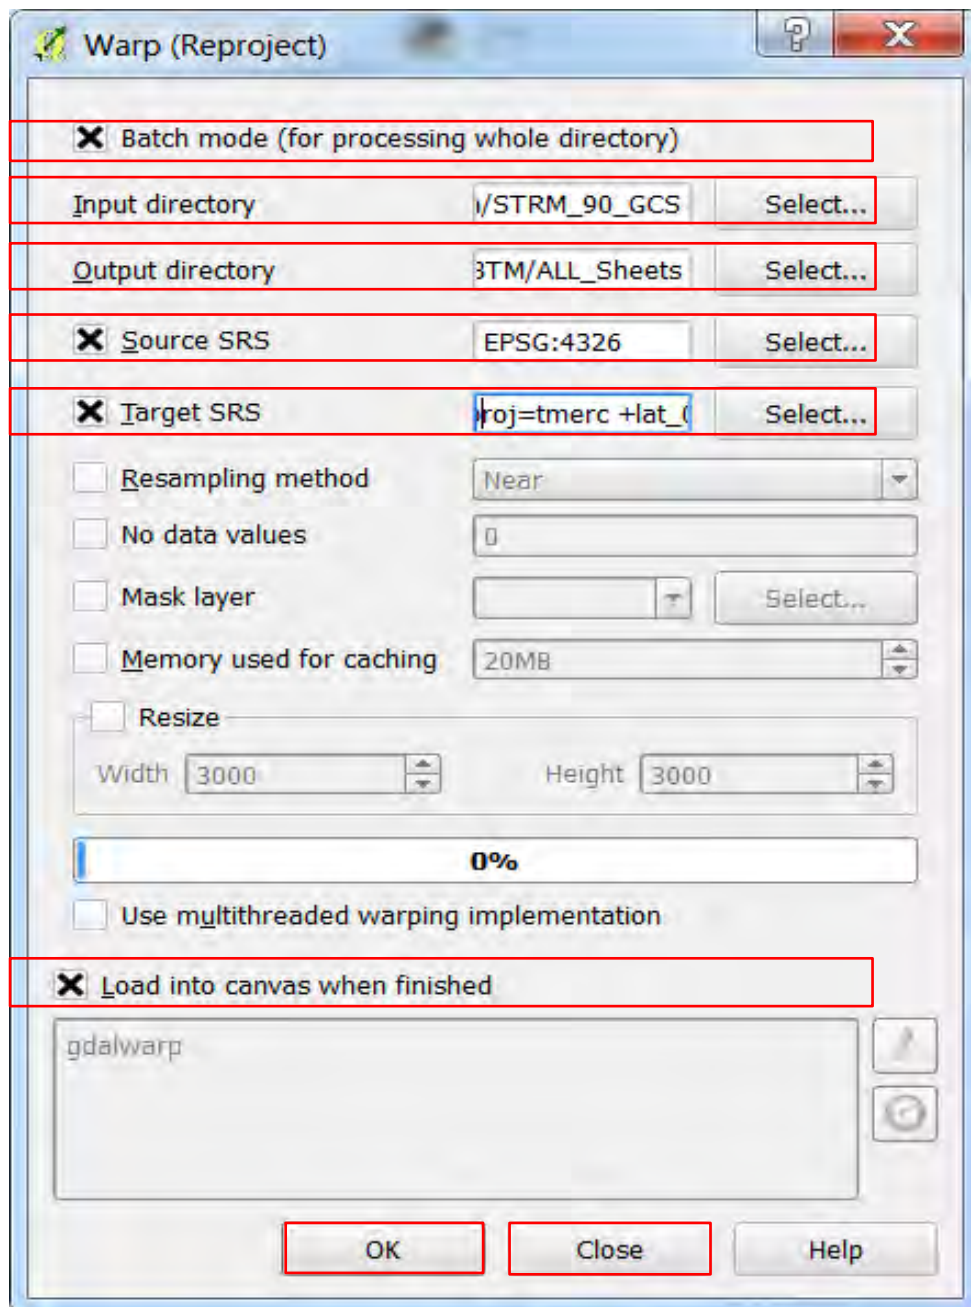 Warp (Reproject)
Batch mode (for processing whole directory)
Input directory /STRM_90_GCS Select...
Output directory BTM/ALL_Sheets Select...
Source SRS EPSG:4326 Select...
Target SRS proj=tmerc +lat_0 Select...
Resampling method Near
No data values 0
Mask layer Select...
Memory used for caching 20MB
Resize
Width 3000 Height 3000
0%
Use multithreaded warping implementation
Load into canvas when finished
gdalwarp
OK Close Help